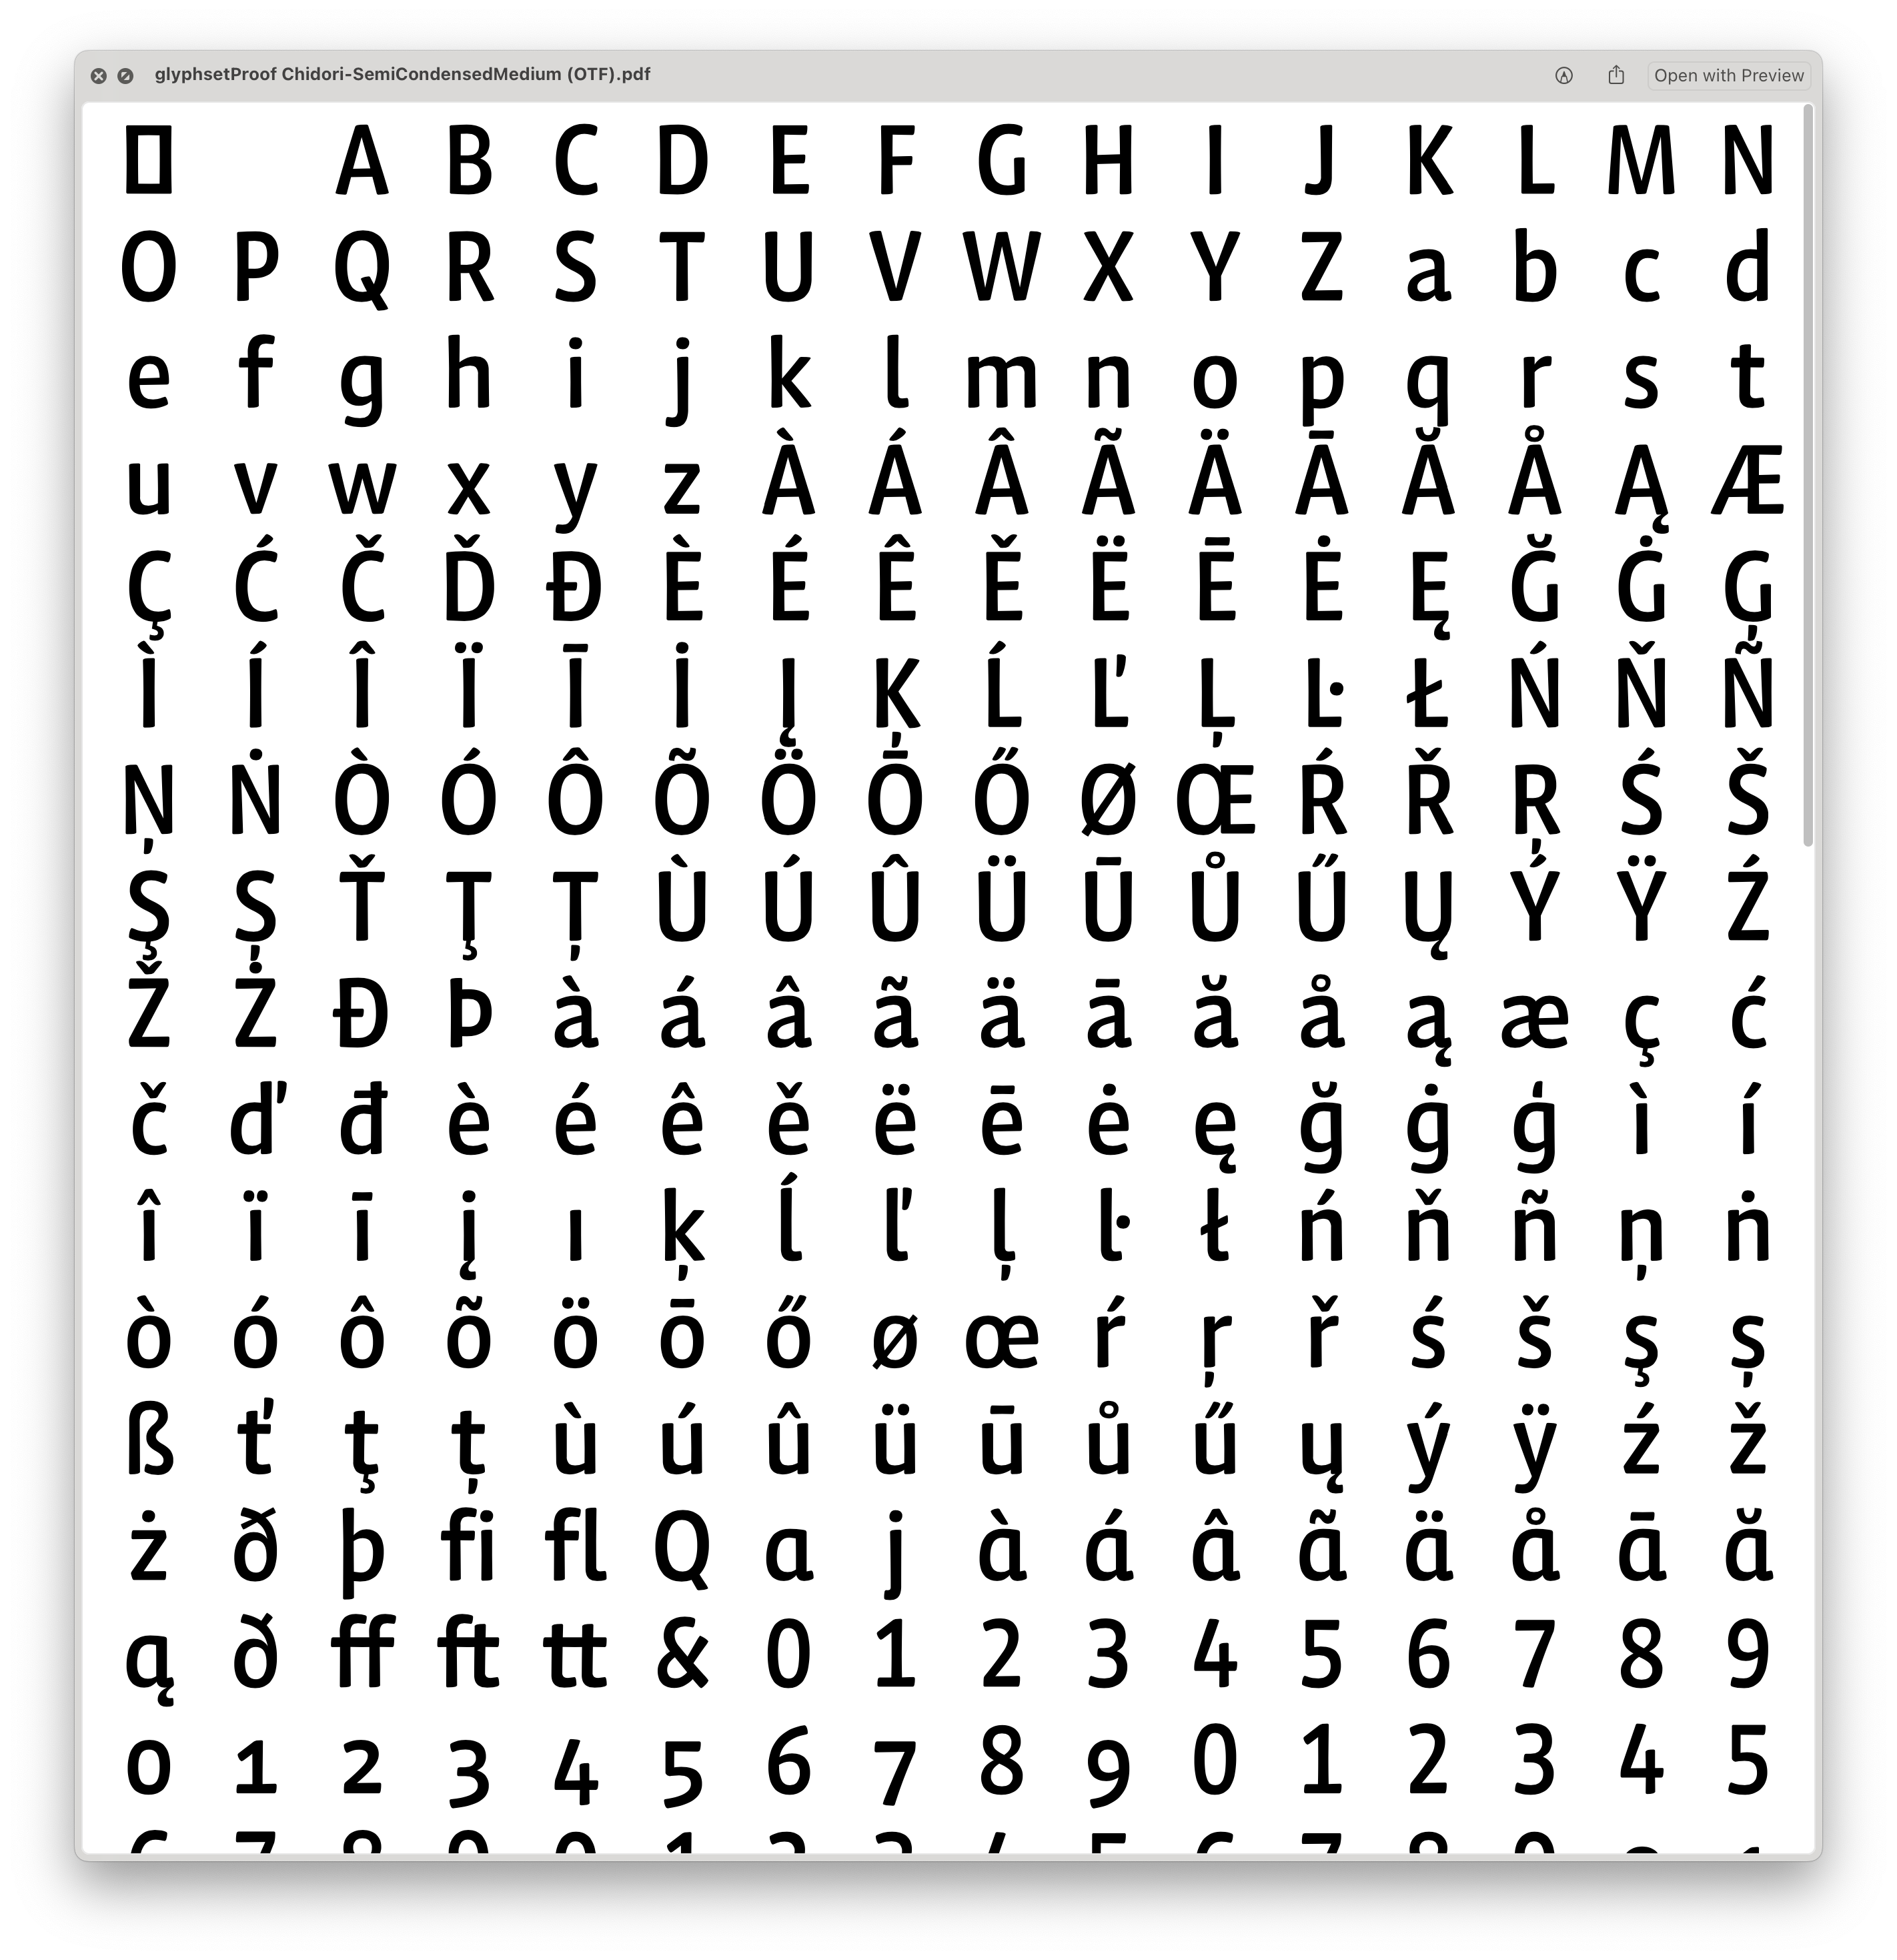 glyphsetProof Chidori-SemiCondensedMedium (OTF).pdf Open with Preview
A B C D E F G H I J K L M N
O P Q R S T U V W X Y Z a b c d
e f g h i j k l m n o p q r s t
u v w x y z À Á Â Ã Ä Ā Ă Å Ą Æ
Ç Ć Č Ď Đ È É Ê Ě Ë Ē Ė Ę Ğ Ġ Ģ
Ì Í Î Ï Ī İ Į Ķ Ĺ Ľ Ļ Ŀ Ł Ń Ň Ñ
Ņ Ṅ Ò Ó Ô Õ Ö Ō Ő Ø Œ Ŕ Ř Ŗ Ś Š
Ş Ș Ť Ţ Ț Ù Ú Û Ü Ū Ů Ű Ų Ý Ÿ Ź
Ž Ż Ð Þ à á â ã ä ā ă å ą æ ç ć
č ď đ è é ê ě ë ē ė ę ğ ġ ģ ì í
î ï ī į ı ķ ĺ ľ ļ ŀ ł ń ň ñ ņ ṅ
ò ó ô õ ö ō ő ø œ ŕ ŗ ř ś š ş ș
ß ť ţ ț ù ú û ü ū ů ű ų ý ÿ ź ž
ż ð þ fi fl Q a j à á â ã ä å ā ă
ą ð ff ft tt & 0 1 2 3 4 5 6 7 8 9
0 1 2 3 4 5 6 7 8 9 0 1 2 3 4 5